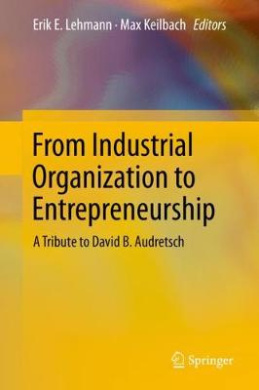 Erik E. Lehmann · Max Keilbach Editors
From Industrial
Organization to
Entrepreneurship
A Tribute to David B. Audretsch
Springer